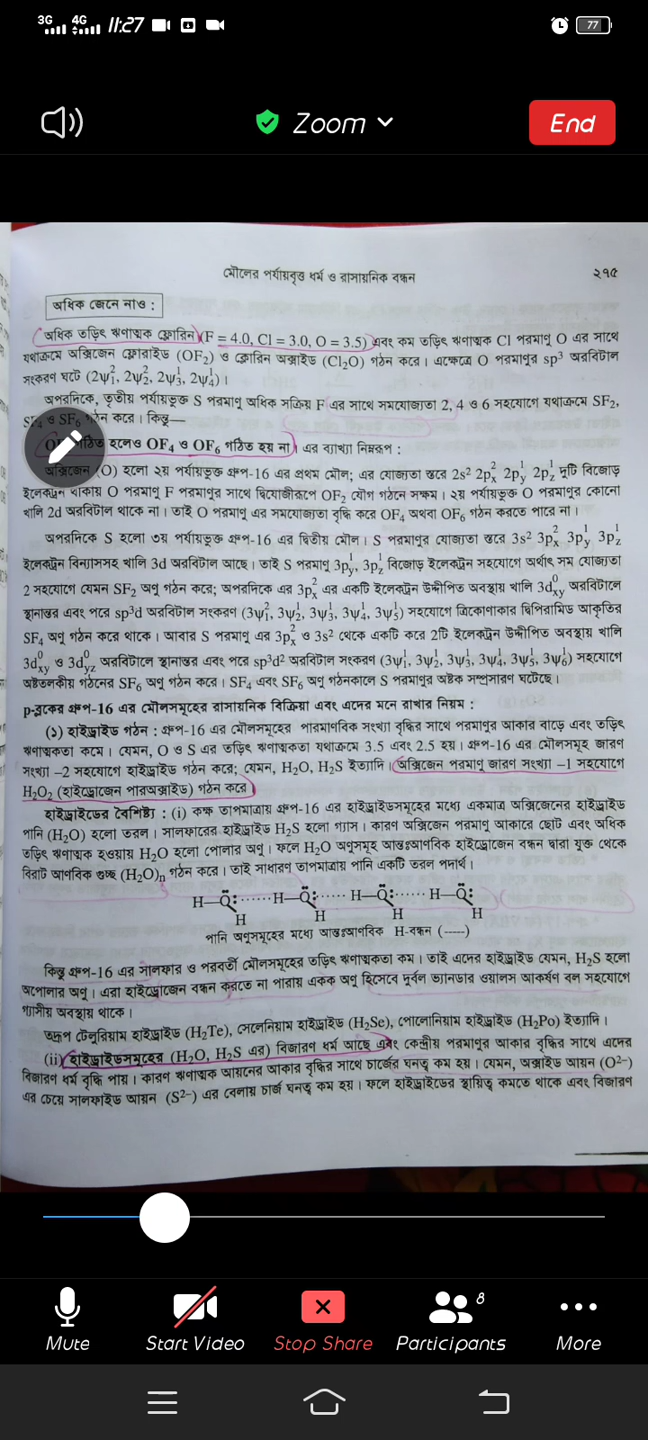 3G 4G 11:27 77
Zoom End
মৌলের পর্যায়বৃত্ত ধর্ম ও রাসায়নিক বন্ধন ২৭৫
অধিক জেনে নাও :
অধিক তড়িৎ ঋণাত্মক ফ্লোরিন (F = 4.0, Cl = 3.0, O = 3.5) এবং কম তড়িৎ ঋণাত্মক Cl পরমাণু O এর সাথে
যথাক্রমে অক্সিজেন ফ্লোরাইড (OF₂) ও ক্লোরিন অক্সাইড (Cl₂O) গঠন করে। এক্ষেত্রে O পরমাণুর sp³ অরবিটাল
সংকরণ ঘটে (2ψ₁², 2ψ₂², 2ψ₃¹, 2ψ₄¹)।
অপরদিকে, তৃতীয় পর্যায়ভুক্ত S পরমাণু অধিক সক্রিয় F এর সাথে সমযোজ্যতা 2, 4 ও 6 সহযোগে যথাক্রমে SF₂,
ও SF₆ গঠন করে। কিন্তু—
গঠিত হলেও OF₄ ও OF₆ গঠিত হয় না। এর ব্যাখ্যা নিম্নরূপ :
অক্সিজেন (O) হলো ২য় পর্যায়ভুক্ত গ্রুপ-16 এর প্রথম মৌল; এর যোজ্যতা স্তরে 2s² 2pₓ² 2p_y¹ 2p_z¹ দুটি বিজোড়
ইলেকট্রন থাকায় O পরমাণু F পরমাণুর সাথে দ্বিযোজীরূপে OF₂ যৌগ গঠনে সক্ষম। ২য় পর্যায়ভুক্ত O পরমাণুর কোনো
খালি 2d অরবিটাল থাকে না। তাই O পরমাণু এর সমযোজ্যতা বৃদ্ধি করে OF₄ অথবা OF₆ গঠন করতে পারে না।
অপরদিকে S হলো ৩য় পর্যায়ভুক্ত গ্রুপ-16 এর দ্বিতীয় মৌল। S পরমাণুর যোজ্যতা স্তরে 3s² 3pₓ² 3p_y¹ 3p_z¹
ইলেকট্রন বিন্যাসসহ খালি 3d অরবিটাল আছে। তাই S পরমাণু 3p_y¹, 3p_z¹ বিজোড় ইলেকট্রন সহযোগে অর্থাৎ সম যোজ্যতা
2 সহযোগে যেমন SF₂ অণু গঠন করে; অপরদিকে এর 3pₓ² এর একটি ইলেকট্রন উদ্দীপিত অবস্থায় খালি 3d_xy⁰ অরবিটালে
স্থানান্তর এবং পরে sp³d অরবিটাল সংকরণ (3ψ₁², 3ψ₂¹, 3ψ₃¹, 3ψ₄¹, 3ψ₅¹) সহযোগে ত্রিকোণাকার দ্বিপিরামিড আকৃতির
SF₄ অণু গঠন করে থাকে। আবার S পরমাণু এর 3pₓ² ও 3s² থেকে একটি করে 2টি ইলেকট্রন উদ্দীপিত অবস্থায় খালি
3d_xy⁰ ও 3d_yz⁰ অরবিটালে স্থানান্তর এবং পরে sp³d² অরবিটাল সংকরণ (3ψ₁¹, 3ψ₂¹, 3ψ₃¹, 3ψ₄¹, 3ψ₅¹, 3ψ₆¹) সহযোগে
অষ্টতলকীয় গঠনের SF₆ অণু গঠন করে। SF₄ এবং SF₆ অণু গঠনকালে S পরমাণুর অষ্টক সম্প্রসারণ ঘটেছে।
p-ব্লকের গ্রুপ-16 এর মৌলসমূহের রাসায়নিক বিক্রিয়া এবং এদের মনে রাখার নিয়ম :
(১) হাইড্রাইড গঠন : গ্রুপ-16 এর মৌলসমূহের পারমাণবিক সংখ্যা বৃদ্ধির সাথে পরমাণুর আকার বাড়ে এবং তড়িৎ
ঋণাত্মকতা কমে। যেমন, O ও S এর তড়িৎ ঋণাত্মকতা যথাক্রমে 3.5 এবং 2.5 হয়। গ্রুপ-16 এর মৌলসমূহ জারণ
সংখ্যা –2 সহযোগে হাইড্রাইড গঠন করে; যেমন, H₂O, H₂S ইত্যাদি। অক্সিজেন পরমাণু জারণ সংখ্যা –1 সহযোগে
H₂O₂ (হাইড্রোজেন পারঅক্সাইড) গঠন করে।
হাইড্রাইডের বৈশিষ্ট্য : (i) কক্ষ তাপমাত্রায় গ্রুপ-16 এর হাইড্রাইডসমূহের মধ্যে একমাত্র অক্সিজেনের হাইড্রাইড
পানি (H₂O) হলো তরল। সালফারের হাইড্রাইড H₂S হলো গ্যাস। কারণ অক্সিজেন পরমাণু আকারে ছোট এবং অধিক
তড়িৎ ঋণাত্মক হওয়ায় H₂O হলো পোলার অণু। ফলে H₂O অণুসমূহ আন্তঃআণবিক হাইড্রোজেন বন্ধন দ্বারা যুক্ত থেকে
বিরাট আণবিক গুচ্ছ (H₂O)ₙ গঠন করে। তাই সাধারণ তাপমাত্রায় পানি একটি তরল পদার্থ।
H—Ö:······H—Ö:······H—Ö:······H—Ö:
H H H H
পানি অণুসমূহের মধ্যে আন্তঃআণবিক H-বন্ধন (-----)
কিন্তু গ্রুপ-16 এর সালফার ও পরবর্তী মৌলসমূহের তড়িৎ ঋণাত্মকতা কম। তাই এদের হাইড্রাইড যেমন, H₂S হলো
অপোলার অণু। এরা হাইড্রোজেন বন্ধন করতে না পারায় একক অণু হিসেবে দুর্বল ভ্যানডার ওয়ালস আকর্ষণ বল সহযোগে
গ্যাসীয় অবস্থায় থাকে।
তদ্রূপ টেলুরিয়াম হাইড্রাইড (H₂Te), সেলেনিয়াম হাইড্রাইড (H₂Se), পোলোনিয়াম হাইড্রাইড (H₂Po) ইত্যাদি।
(ii) হাইড্রাইডসমূহের (H₂O, H₂S এর) বিজারণ ধর্ম আছে এবং কেন্দ্রীয় পরমাণুর আকার বৃদ্ধির সাথে এদের
বিজারণ ধর্ম বৃদ্ধি পায়। কারণ ঋণাত্মক আয়নের আকার বৃদ্ধির সাথে চার্জের ঘনত্ব কম হয়। যেমন, অক্সাইড আয়ন (O²⁻)
এর চেয়ে সালফাইড আয়ন (S²⁻) এর বেলায় চার্জ ঘনত্ব কম হয়। ফলে হাইড্রাইডের স্থায়িত্ব কমতে থাকে এবং বিজারণ
8
Mute Start Video Stop Share Participants More